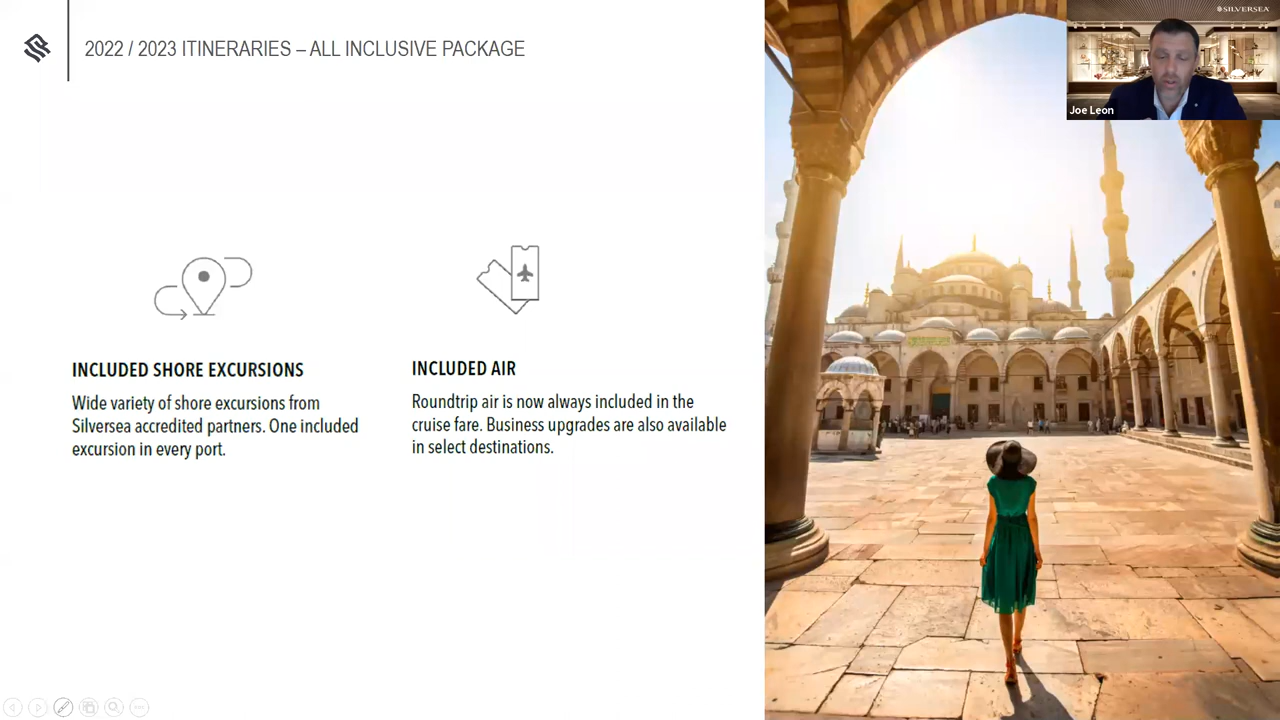 2022 / 2023 ITINERARIES – ALL INCLUSIVE PACKAGE
SILVERSEA
Joe Leon
INCLUDED SHORE EXCURSIONS
Wide variety of shore excursions from
Silversea accredited partners. One included
excursion in every port.
INCLUDED AIR
Roundtrip air is now always included in the
cruise fare. Business upgrades are also available
in select destinations.